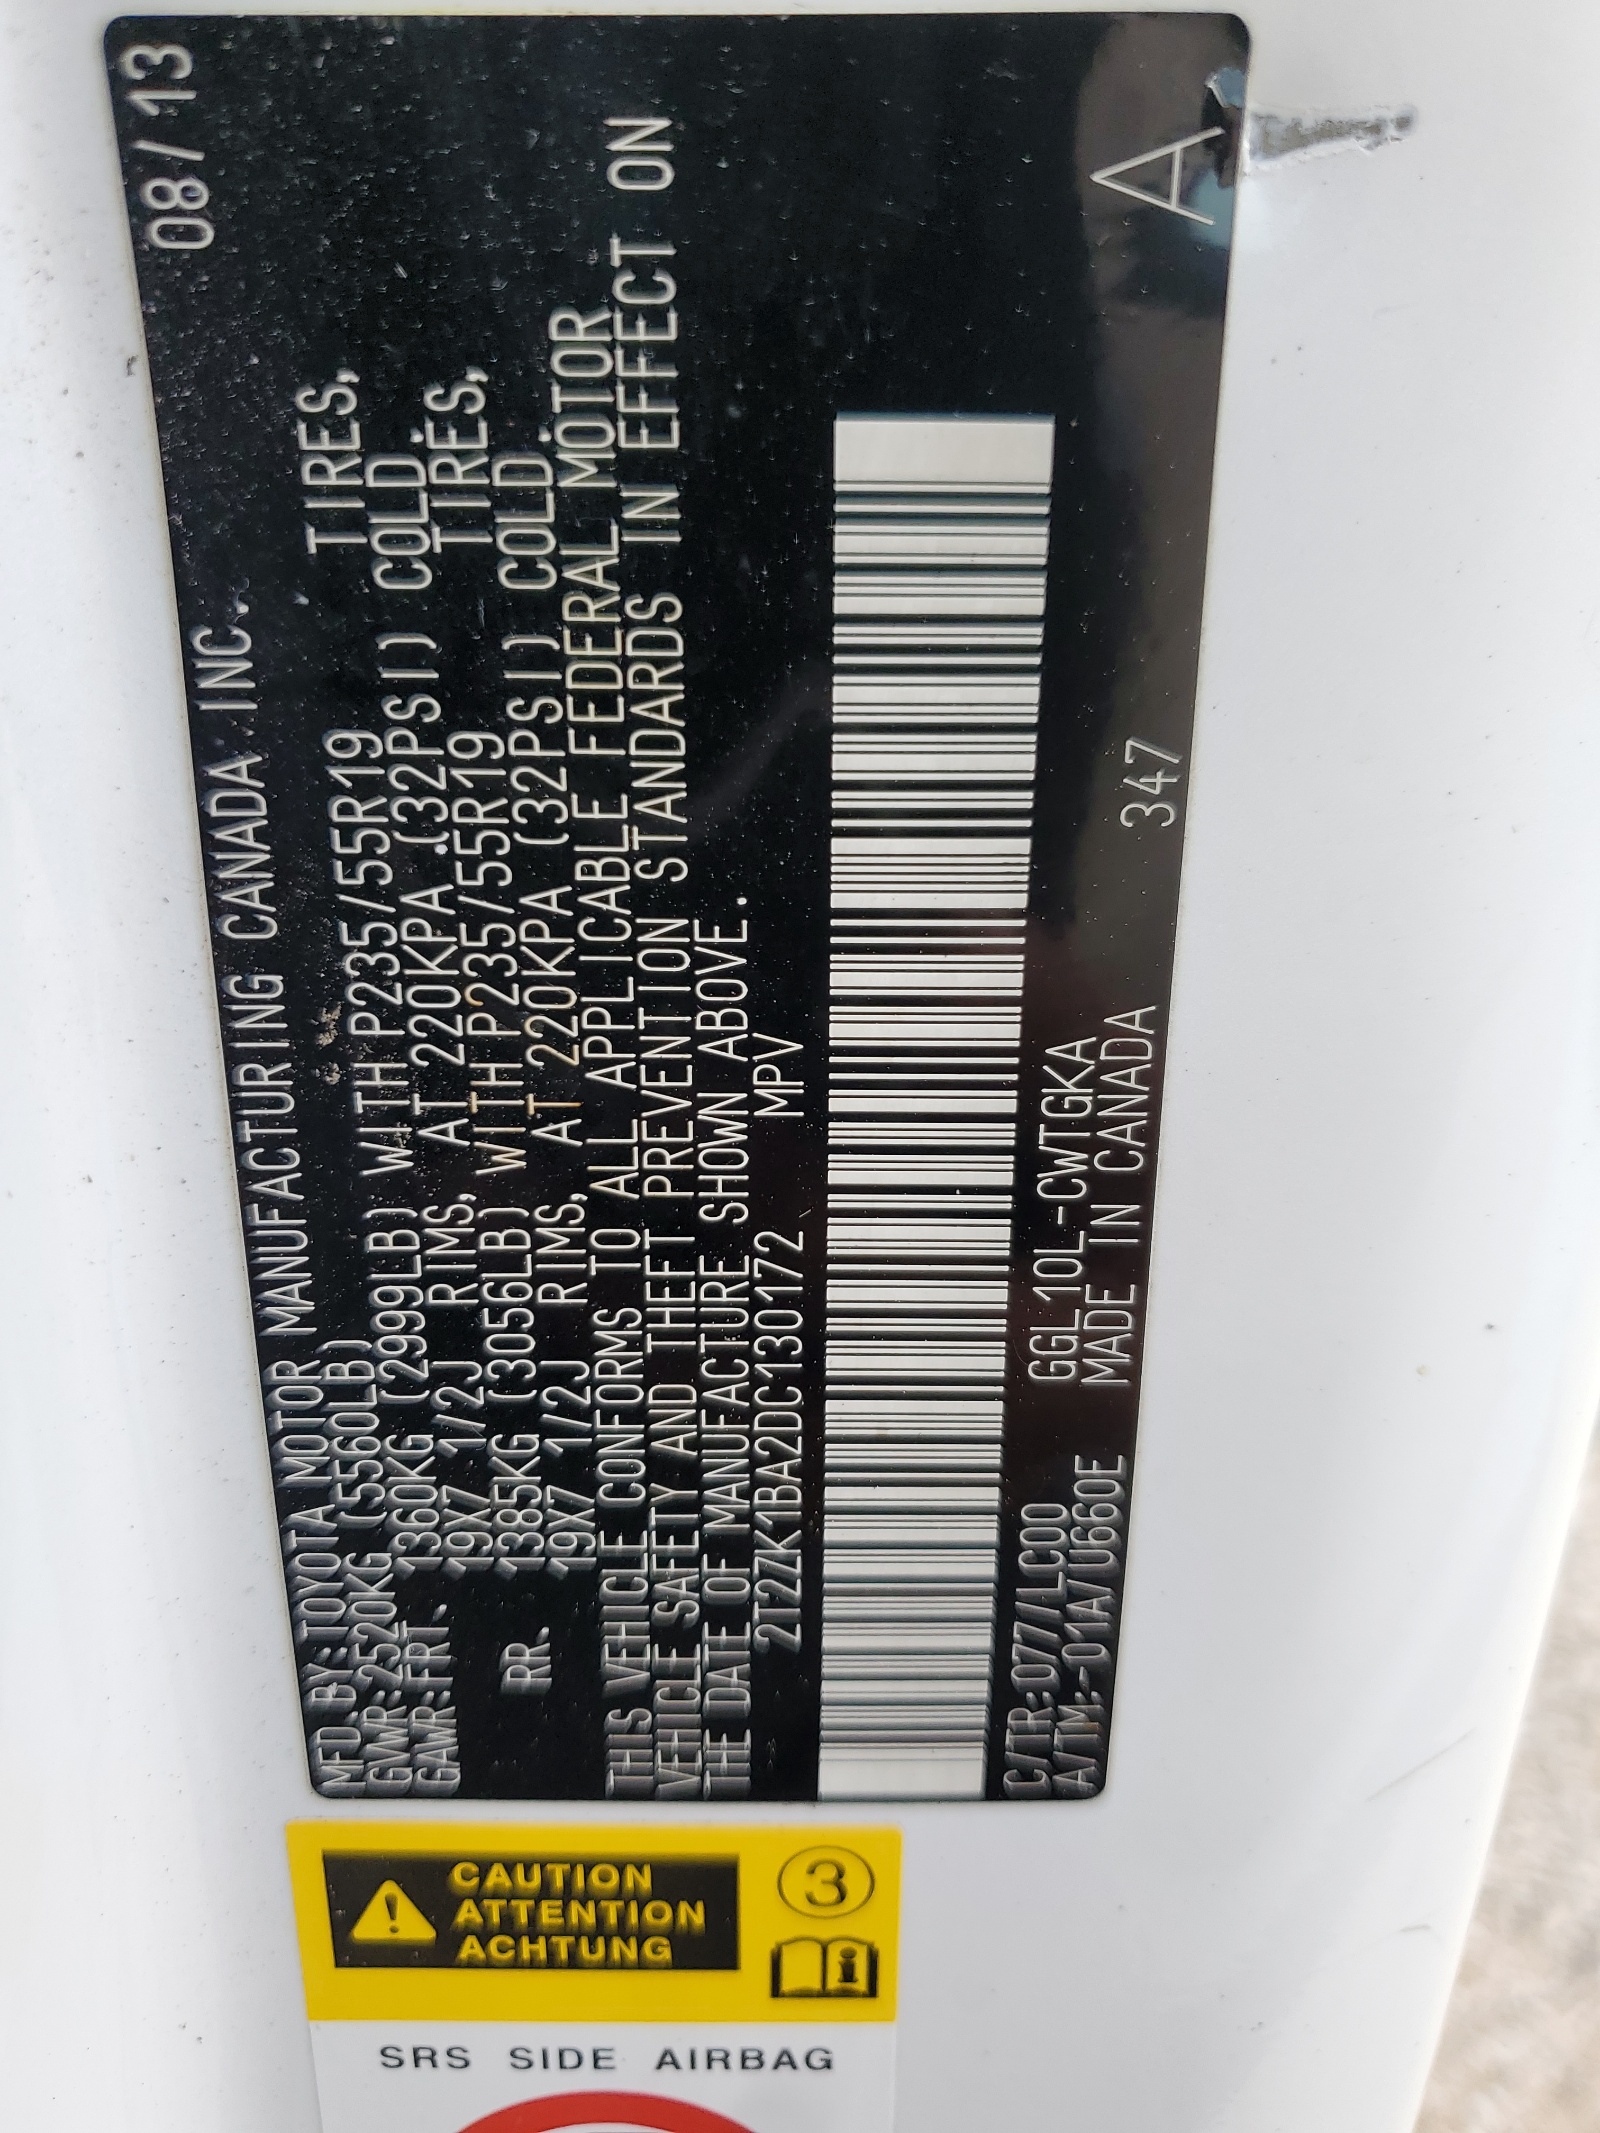 MFD.BY:TOYOTA MOTOR MANUFACTURING CANADA INC. 08/13
GVWR:2520KG (5560LB)
GAWR:FRT. 1360KG (2999LB) WITH P235/55R19 TIRES,
19X7 1/2J RIMS, AT 220KPA (32PSI) COLD.
RR. 1385KG (3056LB) WITH P235/55R19 TIRES,
19X7 1/2J RIMS, AT 220KPA (32PSI) COLD.
THIS VEHICLE CONFORMS TO ALL APPLICABLE FEDERAL MOTOR
VEHICLE SAFETY AND THEFT PREVENTION STANDARDS IN EFFECT ON
THE DATE OF MANUFACTURE SHOWN ABOVE.
2T2ZK1BA2DC130172 MPV
C/TR:077/LC00 GGL10L-CWTGKA
A/TM:-01A/U660E MADE IN CANADA 347 A
CAUTION
ATTENTION
ACHTUNG
3
SRS SIDE AIRBAG